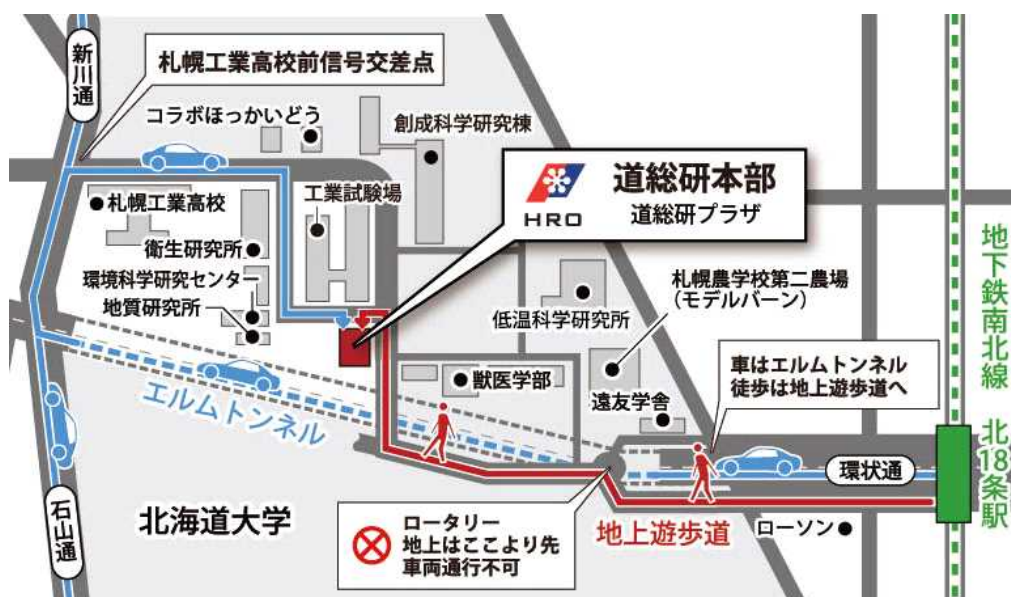 新川通
札幌工業高校前信号交差点
コラボほっかいどう
創成科学研究棟
HRO
道総研本部
道総研プラザ
札幌工業高校
工業試験場
衛生研究所
環境科学研究センター
地質研究所
低温科学研究所
札幌農学校第二農場
(モデルバーン)
地下鉄南北線 北18条駅
獣医学部
遠友学舎
車はエルムトンネル
徒歩は地上遊歩道へ
エルムトンネル
環状通
石山通
北海道大学
ロータリー
地上はここより先
車両通行不可
地上遊歩道
ローソン